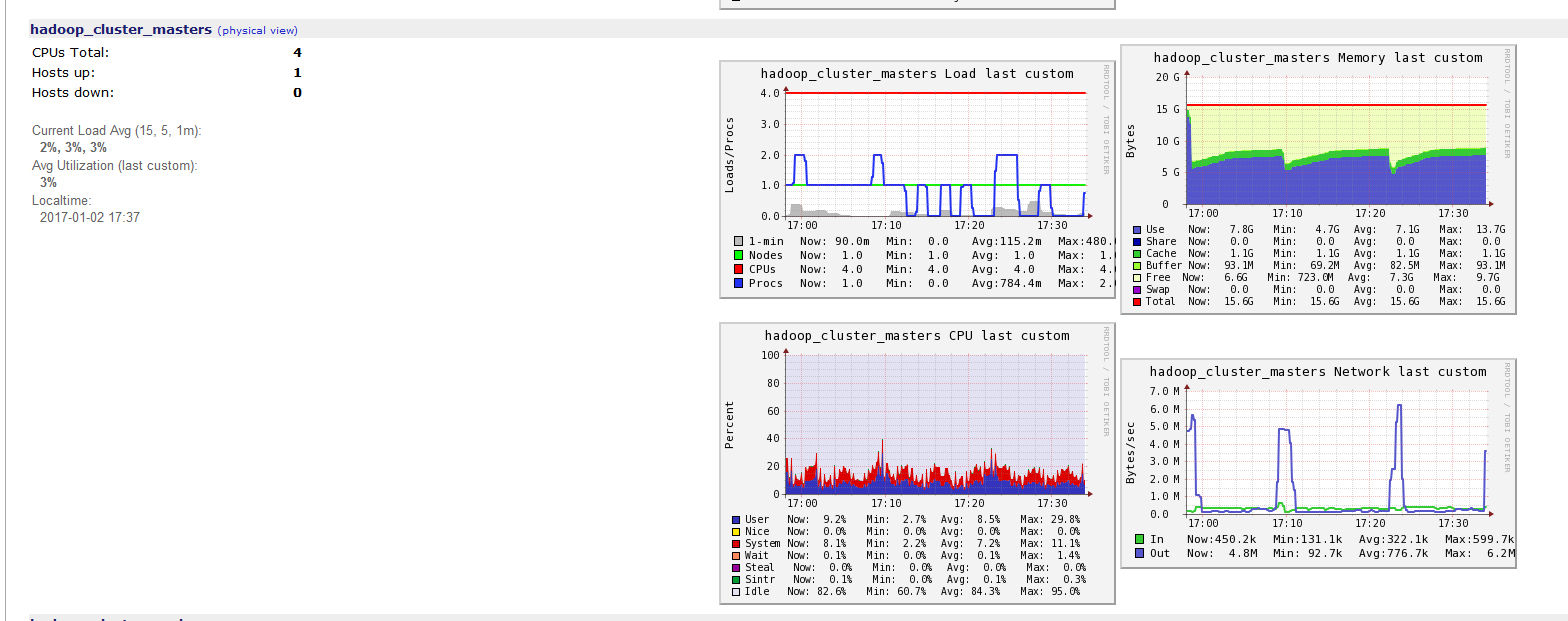 hadoop_cluster_masters (physical view)
CPUs Total: 4
Hosts up: 1
Hosts down: 0
Current Load Avg (15, 5, 1m):
2%, 3%, 3%
Avg Utilization (last custom):
3%
Localtime:
2017-01-02 17:37
hadoop_cluster_masters Load last custom
RRDTOOL / TOBI OETIKER
Loads/Procs
4.0
3.0
2.0
1.0
0.0
17:00 17:10 17:20 17:30
1-min Now: 90.0m Min: 0.0 Avg:115.2m Max:480.
Nodes Now: 1.0 Min: 1.0 Avg: 1.0 Max: 1.
CPUs Now: 4.0 Min: 4.0 Avg: 4.0 Max: 4.
Procs Now: 1.0 Min: 0.0 Avg:784.4m Max: 2.
hadoop_cluster_masters Memory last custom
RRDTOOL / TOBI OETIKER
Bytes
20 G
15 G
10 G
5 G
0
17:00 17:10 17:20 17:30
Use Now: 7.8G Min: 4.7G Avg: 7.1G Max: 13.7G
Share Now: 0.0 Min: 0.0 Avg: 0.0 Max: 0.0
Cache Now: 1.1G Min: 1.1G Avg: 1.1G Max: 1.1G
Buffer Now: 93.1M Min: 69.2M Avg: 82.5M Max: 93.1M
Free Now: 6.6G Min: 723.0M Avg: 7.3G Max: 9.7G
Swap Now: 0.0 Min: 0.0 Avg: 0.0 Max: 0.0
Total Now: 15.6G Min: 15.6G Avg: 15.6G Max: 15.6G
hadoop_cluster_masters CPU last custom
RRDTOOL / TOBI OETIKER
Percent
100
80
60
40
20
0
17:00 17:10 17:20 17:30
User Now: 9.2% Min: 2.7% Avg: 8.5% Max: 29.8%
Nice Now: 0.0% Min: 0.0% Avg: 0.0% Max: 0.0%
System Now: 8.1% Min: 2.2% Avg: 7.2% Max: 11.1%
Wait Now: 0.1% Min: 0.0% Avg: 0.1% Max: 1.4%
Steal Now: 0.0% Min: 0.0% Avg: 0.0% Max: 0.0%
Sintr Now: 0.1% Min: 0.0% Avg: 0.1% Max: 0.3%
Idle Now: 82.6% Min: 60.7% Avg: 84.3% Max: 95.0%
hadoop_cluster_masters Network last custom
RRDTOOL / TOBI OETIKER
Bytes/sec
7.0 M
6.0 M
5.0 M
4.0 M
3.0 M
2.0 M
1.0 M
0.0
17:00 17:10 17:20 17:30
In Now:450.2k Min:131.1k Avg:322.1k Max:599.7k
Out Now: 4.8M Min: 92.7k Avg:776.7k Max: 6.2M